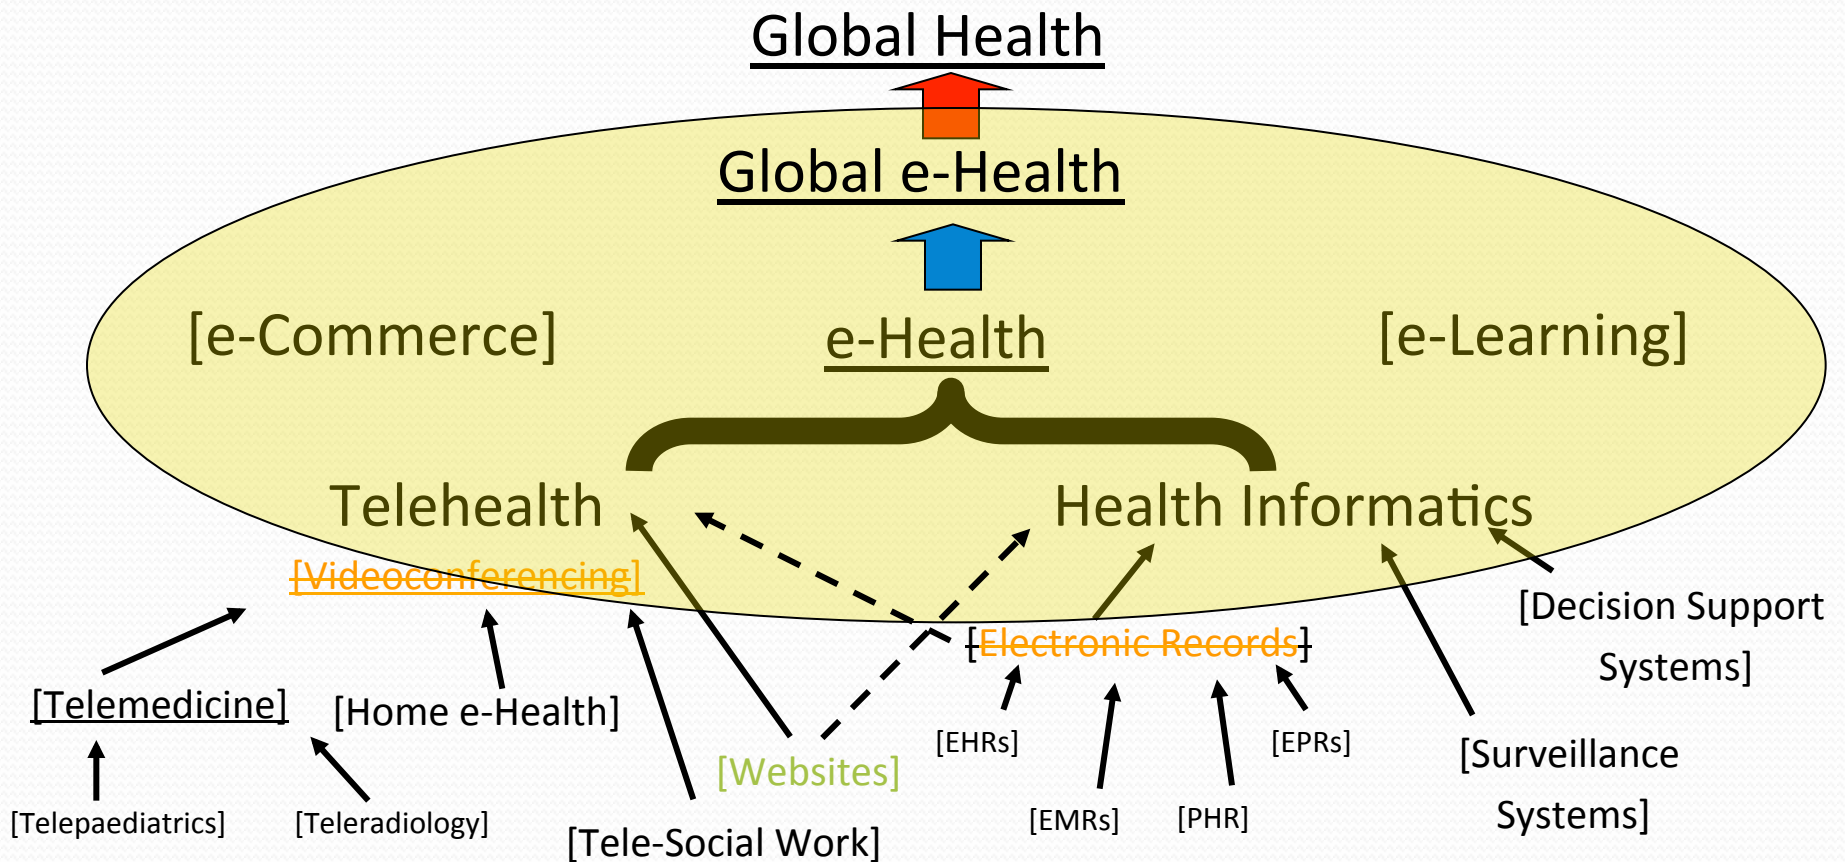 Global Health
Global e-Health
[e-Commerce]
e-Health
[e-Learning]
Telehealth
Health Informatics
[Videoconferencing]
[Electronic Records]
[Decision Support
Systems]
[Telemedicine]
[Home e-Health]
[Websites]
[EHRs]
[EPRs]
[Surveillance
Systems]
[Telepaediatrics]
[Teleradiology]
[Tele-Social Work]
[EMRs]
[PHR]